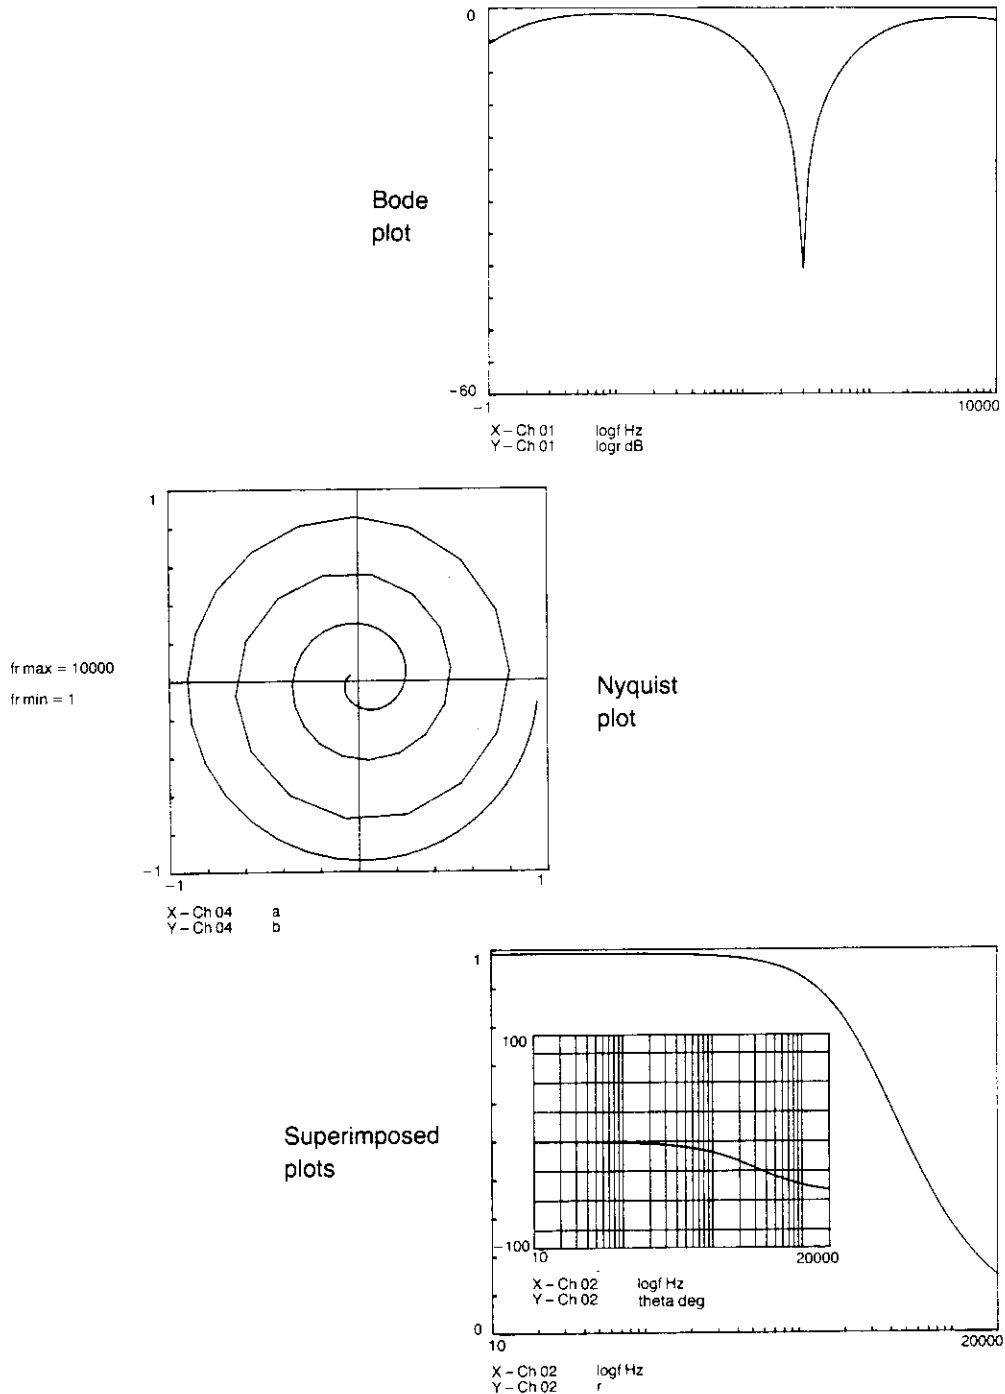 0
Bode
plot
-60
-1
10000
X – Ch 01 logf Hz
Y – Ch 01 logr dB
1
fr max = 10000
fr min = 1
Nyquist
plot
-1
-1
1
X – Ch 04 a
Y – Ch 04 b
1
100
Superimposed
plots
-100
10
20000
X – Ch 02 logf Hz
Y – Ch 02 theta deg
0
10
20000
X – Ch 02 logf Hz
Y – Ch 02 r